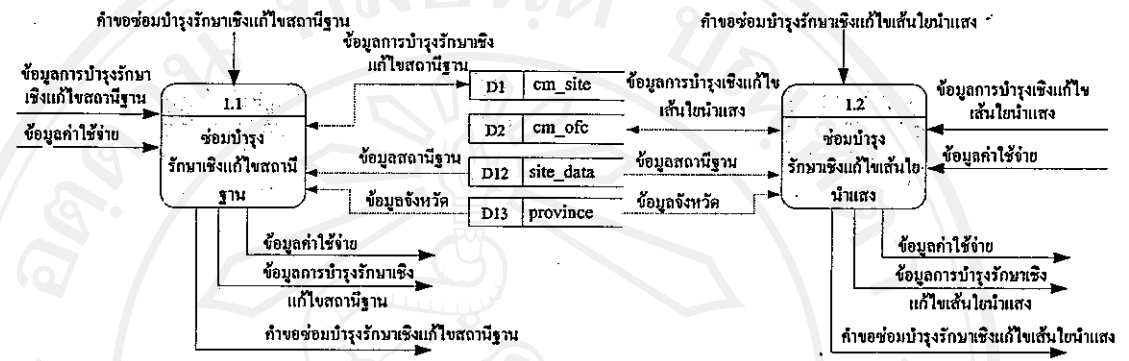 คำขอซ่อมบำรุงรักษาเชิงแก้ไขสถานีฐาน
ข้อมูลการบำรุงรักษา
เชิงแก้ไขสถานีฐาน
ข้อมูลค่าใช้จ่าย
1.1
ซ่อมบำรุง
รักษาเชิงแก้ไขสถานี
ฐาน
ข้อมูลการบำรุงรักษาเชิง
แก้ไขสถานีฐาน
ข้อมูลสถานีฐาน
ข้อมูลจังหวัด
ข้อมูลค่าใช้จ่าย
ข้อมูลการบำรุงรักษาเชิง
แก้ไขสถานีฐาน
คำขอซ่อมบำรุงรักษาเชิงแก้ไขสถานีฐาน
D1 cm_site
D2 cm_ofc
D12 site_data
D13 province
คำขอซ่อมบำรุงรักษาเชิงแก้ไขเส้นใยนำแสง
ข้อมูลการบำรุงเชิงแก้ไข
เส้นใยนำแสง
ข้อมูลสถานีฐาน
ข้อมูลจังหวัด
1.2
ซ่อมบำรุง
รักษาเชิงแก้ไขเส้นใย
นำแสง
ข้อมูลการบำรุงเชิงแก้ไข
เส้นใยนำแสง
ข้อมูลค่าใช้จ่าย
ข้อมูลค่าใช้จ่าย
ข้อมูลการบำรุงรักษาเชิง
แก้ไขเส้นใยนำแสง
คำขอซ่อมบำรุงรักษาเชิงแก้ไขเส้นใยนำแสง